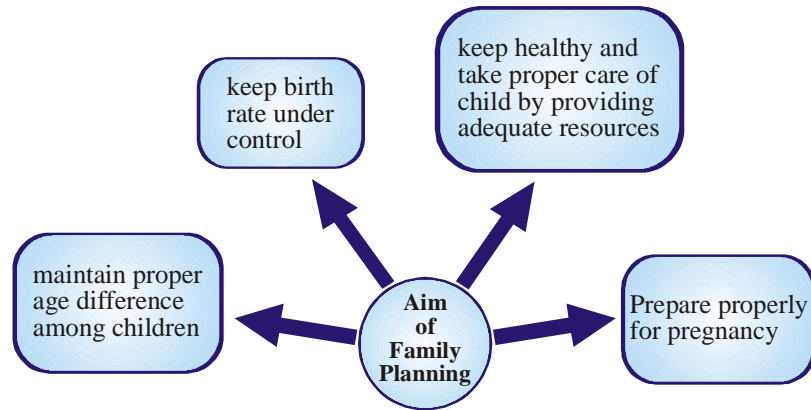 keep birth
rate under
control
keep healthy and
take proper care of
child by providing
adequate resources
maintain proper
age difference
among children
Aim
of
Family
Planning
Prepare properly
for pregnancy